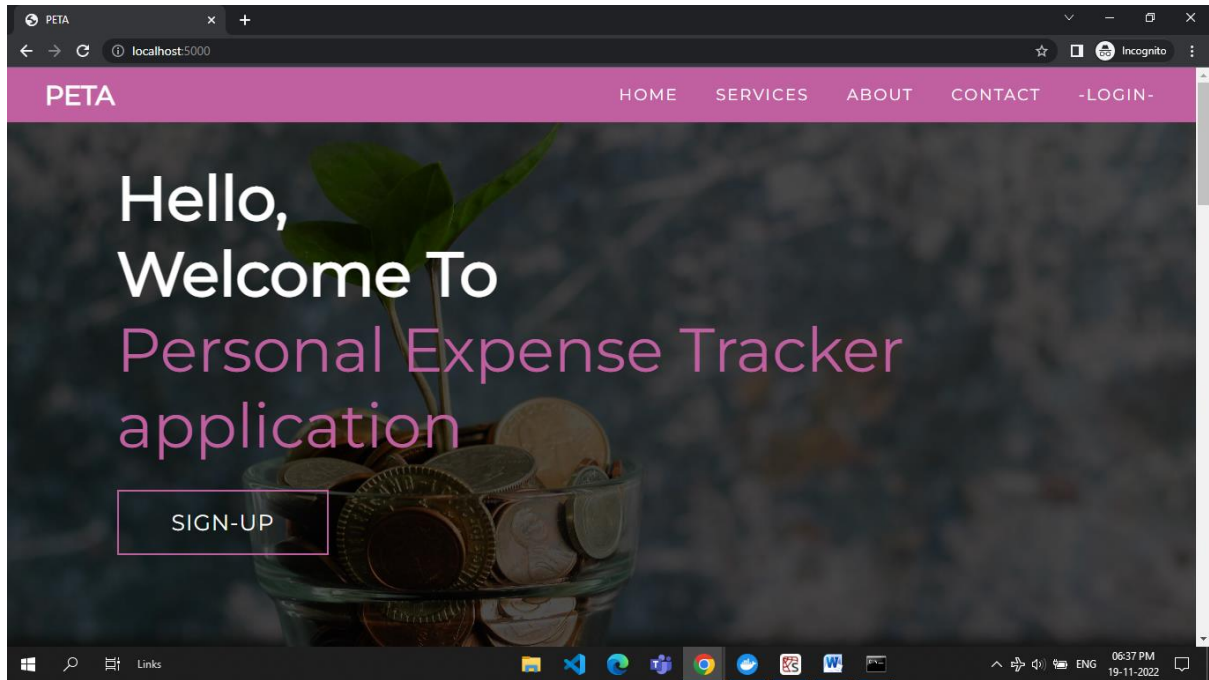 PETA
localhost:5000
Incognito
PETA
HOME SERVICES ABOUT CONTACT -LOGIN-
Hello,
Welcome To
Personal Expense Tracker
application
SIGN-UP
Links
ENG
06:37 PM
19-11-2022